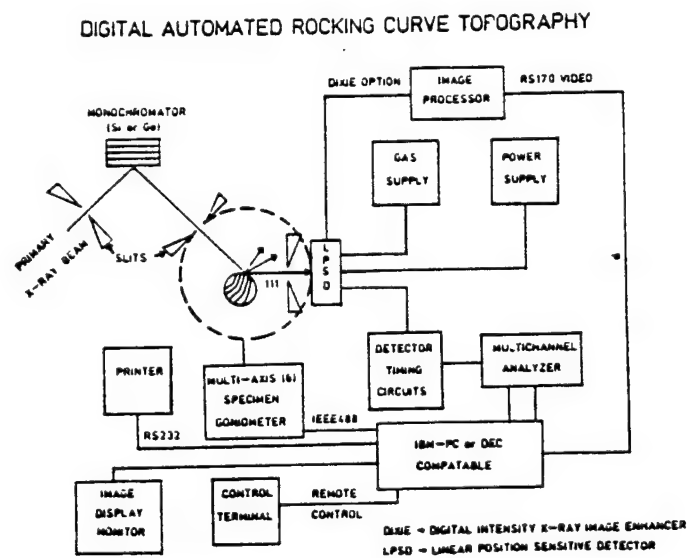 DIGITAL AUTOMATED ROCKING CURVE TOPOGRAPHY
DIXIE OPTION
IMAGE
PROCESSOR
RS170 VIDEO
MONOCHROMATOR
(Si or Ge)
GAS
SUPPLY
POWER
SUPPLY
PRIMARY
X-RAY BEAM
SLITS
111
L
P
S
D
PRINTER
MULTI-AXIS (6)
SPECIMEN
GONIOMETER
DETECTOR
TIMING
CIRCUITS
MULTICHANNEL
ANALYZER
IEEE488
RS232
IBM-PC or DEC
COMPATABLE
IMAGE
DISPLAY
MONITOR
CONTROL
TERMINAL
REMOTE
CONTROL
DIXIE = DIGITAL INTENSITY X-RAY IMAGE ENHANCER
LPSD = LINEAR POSITION SENSITIVE DETECTOR